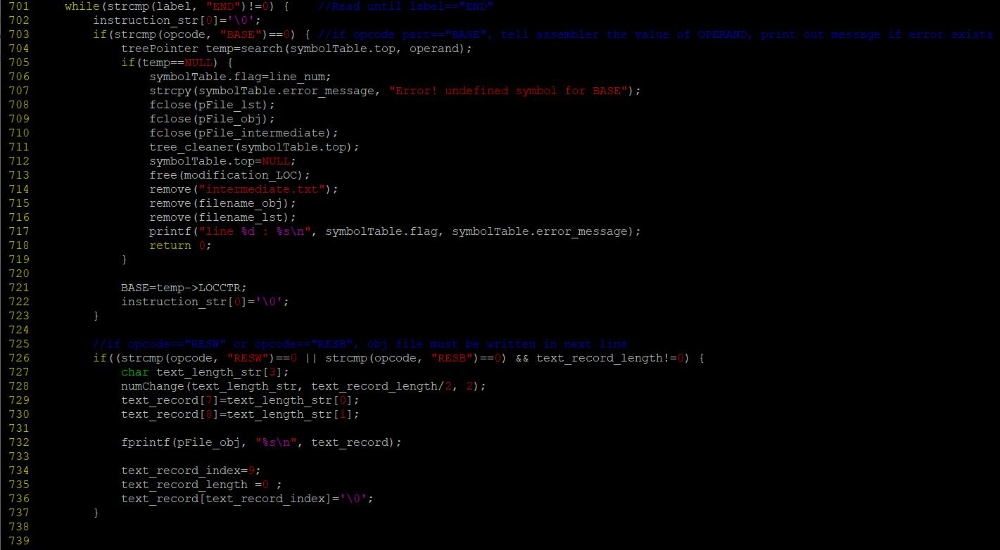 701     while(strcmp(label, "END")!=0) {    //Read until label=="END"
702         instruction_str[0]='\0';
703         if(strcmp(opcode, "BASE")==0) { //if opcode part=="BASE", tell assembler the value of OPERAND, print out message if error exists
704             treePointer temp=search(symbolTable.top, operand);
705             if(temp==NULL) {
706                 symbolTable.flag=line_num;
707                 strcpy(symbolTable.error_message, "Error! undefined symbol for BASE");
708                 fclose(pFile_lst);
709                 fclose(pFile_obj);
710                 fclose(pFile_intermediate);
711                 tree_cleaner(symbolTable.top);
712                 symbolTable.top=NULL;
713                 free(modification_LOC);
714                 remove("intermediate.txt");
715                 remove(filename_obj);
716                 remove(filename_lst);
717                 printf("line %d : %s\n", symbolTable.flag, symbolTable.error_message);
718                 return 0;
719             }
720
721             BASE=temp->LOCCTR;
722             instruction_str[0]='\0';
723         }
724
725         //if opcode=="RESW" or opcode=="RESB", obj file must be written in next line
726         if((strcmp(opcode, "RESW")==0 || strcmp(opcode, "RESB")==0) && text_record_length!=0) {
727             char text_length_str[3];
728             numChange(text_length_str, text_record_length/2, 2);
729             text_record[7]=text_length_str[0];
730             text_record[8]=text_length_str[1];
731
732             fprintf(pFile_obj, "%s\n", text_record);
733
734             text_record_index=9;
735             text_record_length =0 ;
736             text_record[text_record_index]='\0';
737         }
738
739